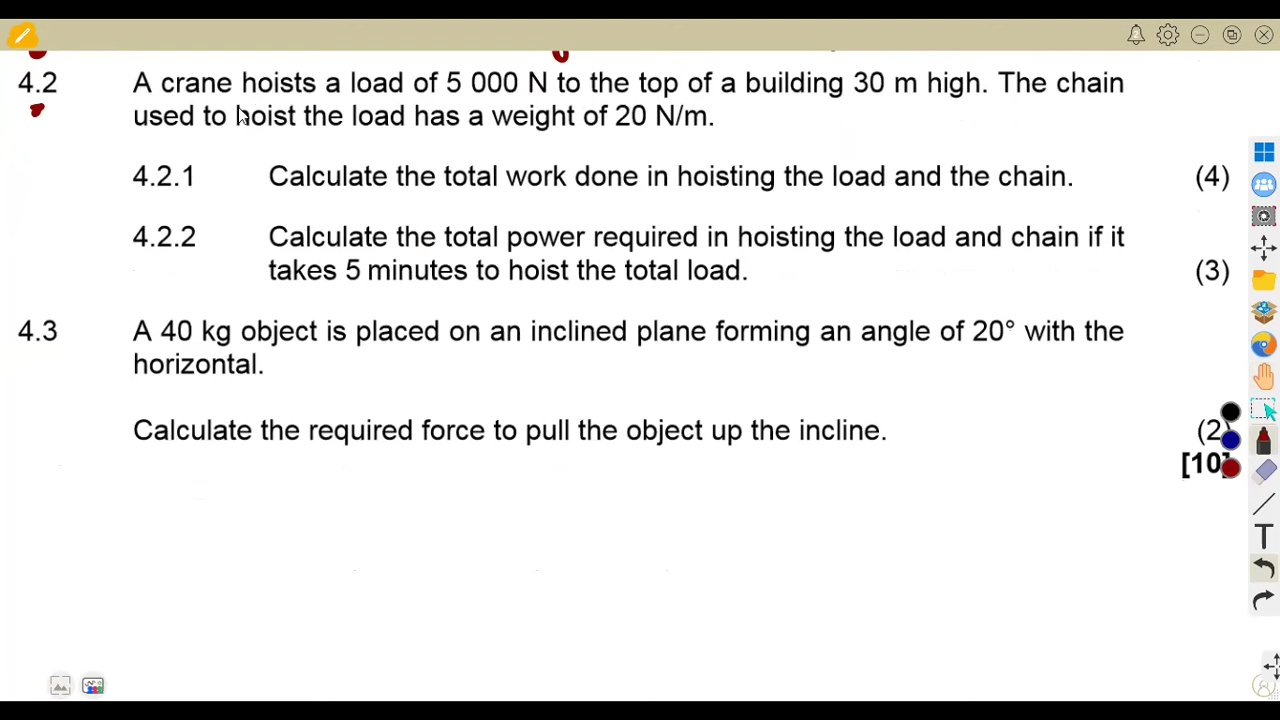 4.2 A crane hoists a load of 5 000 N to the top of a building 30 m high. The chain
used to hoist the load has a weight of 20 N/m.
4.2.1 Calculate the total work done in hoisting the load and the chain. (4)
4.2.2 Calculate the total power required in hoisting the load and chain if it
takes 5 minutes to hoist the total load. (3)
4.3 A 40 kg object is placed on an inclined plane forming an angle of 20° with the
horizontal.
Calculate the required force to pull the object up the incline. (2)
[10]
T